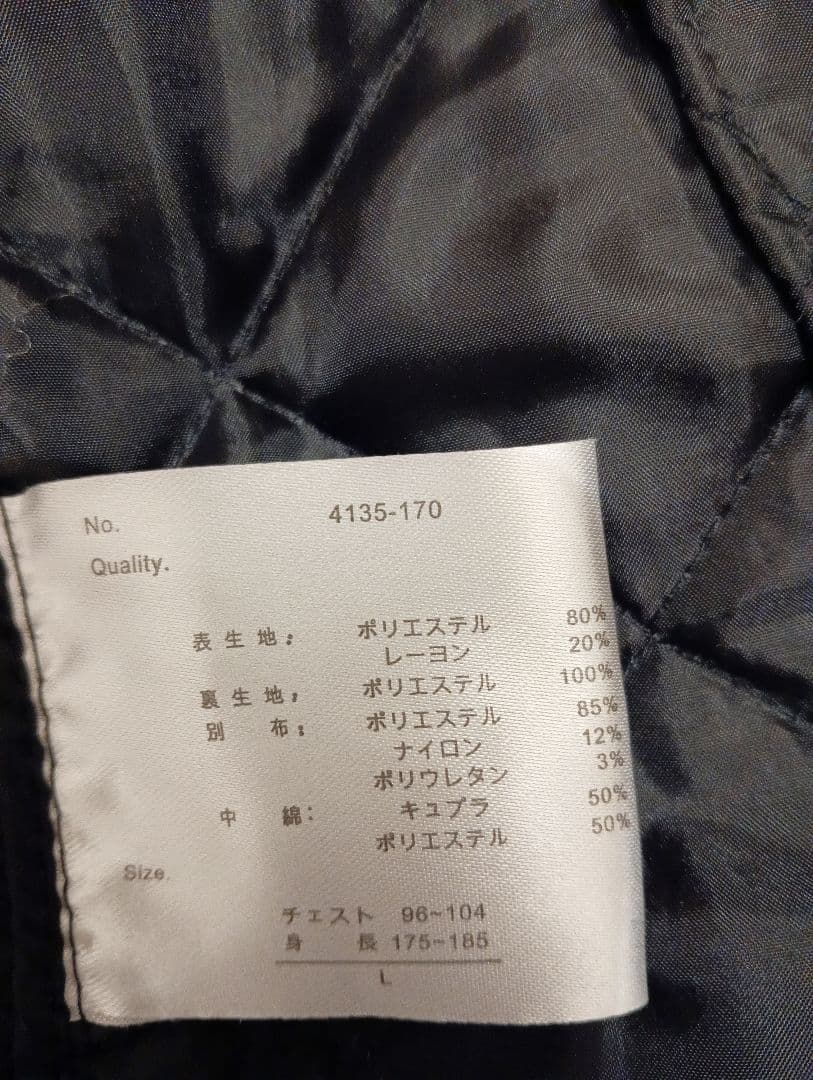 No. 4135-170
Quality.
表生地: ポリエステル 80%
レーヨン 20%
裏生地, ポリエステル 100%
別 布: ポリエステル 85%
ナイロン 12%
ポリウレタン 3%
中 綿: キュプラ 50%
ポリエステル 50%
Size.
チェスト 96~104
身 長 175~185
L